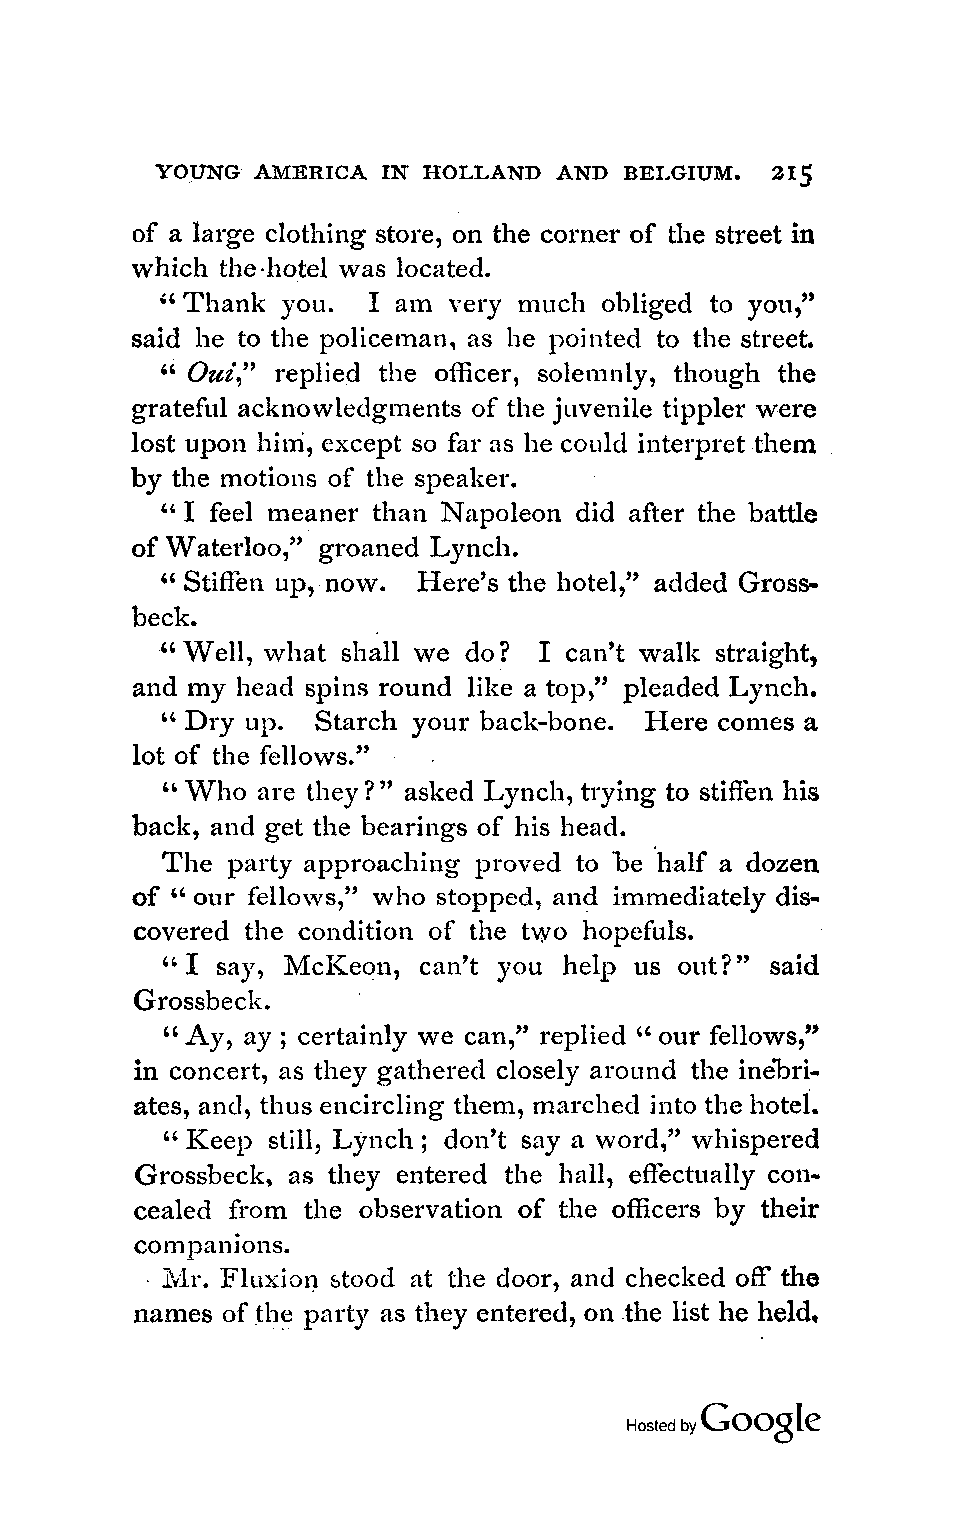 YOUNG AMERICA IN HOLLAND AND BELGIUM. 215
of a large clothing store, on the corner of the street in
which the hotel was located.
“Thank you. I am very much obliged to you,”
said he to the policeman, as he pointed to the street.
“Oui,” replied the officer, solemnly, though the
grateful acknowledgments of the juvenile tippler were
lost upon him, except so far as he could interpret them
by the motions of the speaker.
“I feel meaner than Napoleon did after the battle
of Waterloo,” groaned Lynch.
“Stiffen up, now. Here’s the hotel,” added Gross-
beck.
“Well, what shall we do? I can’t walk straight,
and my head spins round like a top,” pleaded Lynch.
“Dry up. Starch your back-bone. Here comes a
lot of the fellows.”
“Who are they?” asked Lynch, trying to stiffen his
back, and get the bearings of his head.
The party approaching proved to be half a dozen
of “our fellows,” who stopped, and immediately dis-
covered the condition of the two hopefuls.
“I say, McKeon, can’t you help us out?” said
Grossbeck.
“Ay, ay; certainly we can,” replied “our fellows,”
in concert, as they gathered closely around the inebri-
ates, and, thus encircling them, marched into the hotel.
“Keep still, Lynch; don’t say a word,” whispered
Grossbeck, as they entered the hall, effectually con-
cealed from the observation of the officers by their
companions.
Mr. Fluxion stood at the door, and checked off the
names of the party as they entered, on the list he held.
Hosted by Google